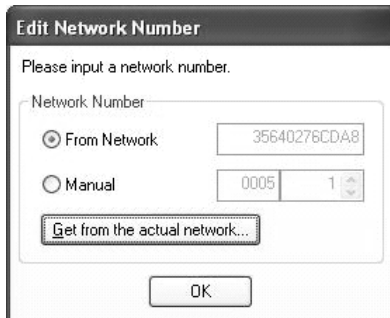 Edit Network Number
Please input a network number.
Network Number
From Network 35640276CDA8
Manual 0005 1
Get from the actual network...
OK